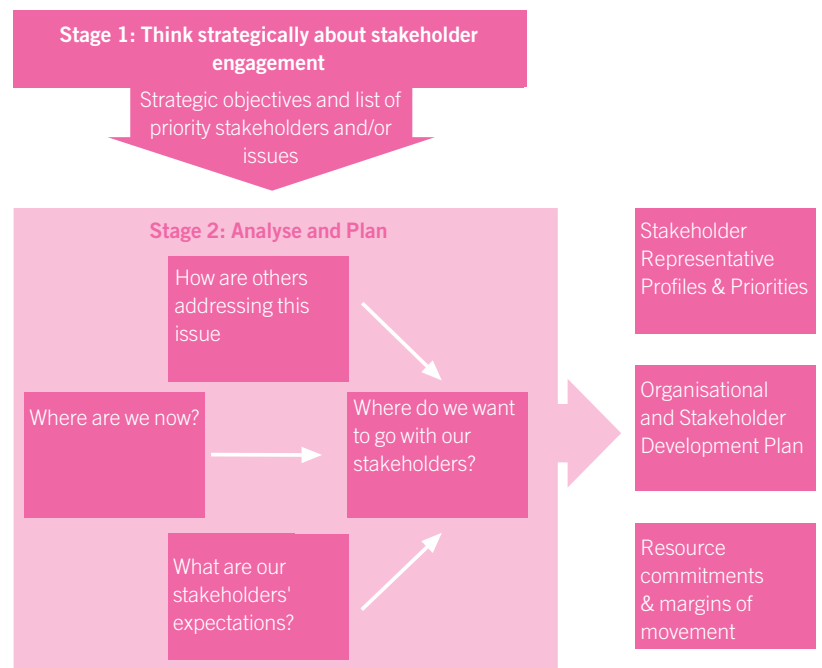 Stage 1: Think strategically about stakeholder
engagement
Strategic objectives and list of
priority stakeholders and/or
issues
Stage 2: Analyse and Plan
How are others
addressing this
issue
Where are we now?
Where do we want
to go with our
stakeholders?
What are our
stakeholders'
expectations?
Stakeholder
Representative
Profiles & Priorities
Organisational
and Stakeholder
Development Plan
Resource
commitments
& margins of
movement